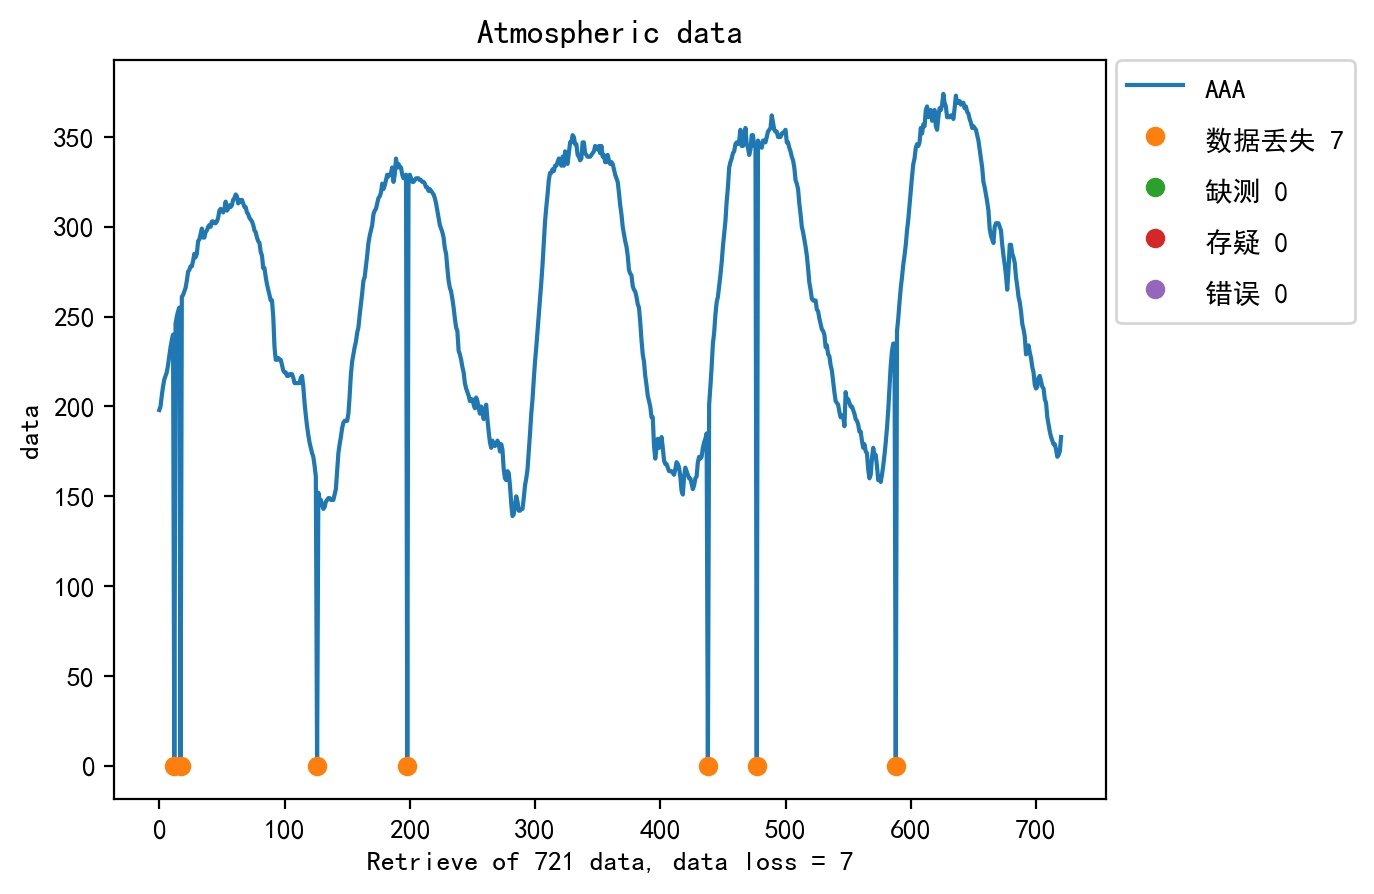 Atmospheric data
AAA
数据丢失 7
缺测 0
存疑 0
错误 0
data
350
300
250
200
150
100
50
0
0 100 200 300 400 500 600 700
Retrieve of 721 data, data loss = 7